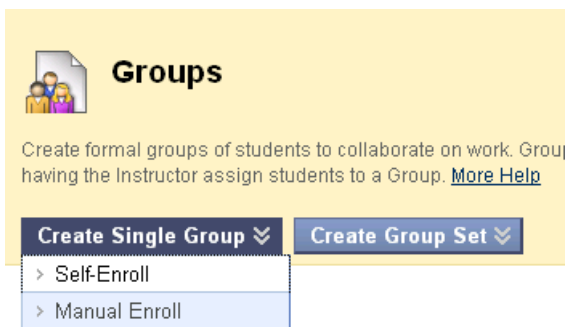 Groups
Create formal groups of students to collaborate on work. Grou
having the Instructor assign students to a Group. More Help
Create Single Group Create Group Set
> Self-Enroll
> Manual Enroll